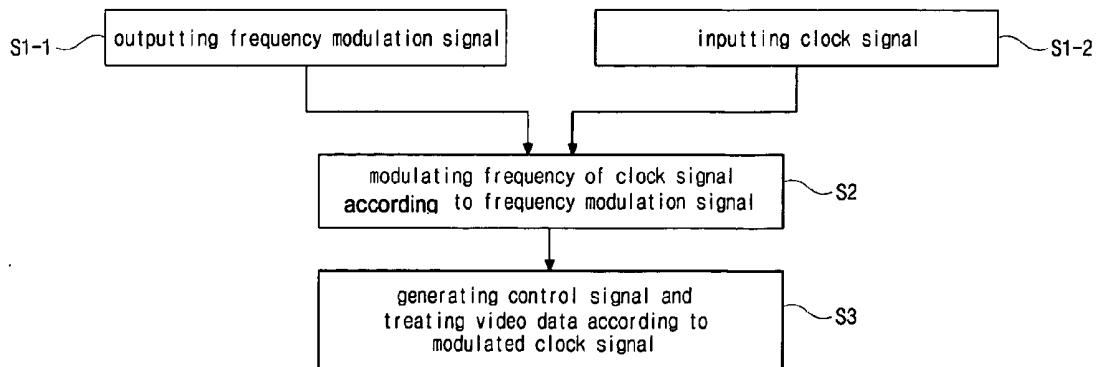 S1-1
outputting frequency modulation signal
inputting clock signal
S1-2
modulating frequency of clock signal
according to frequency modulation signal
S2
generating control signal and
treating video data according to
modulated clock signal
S3